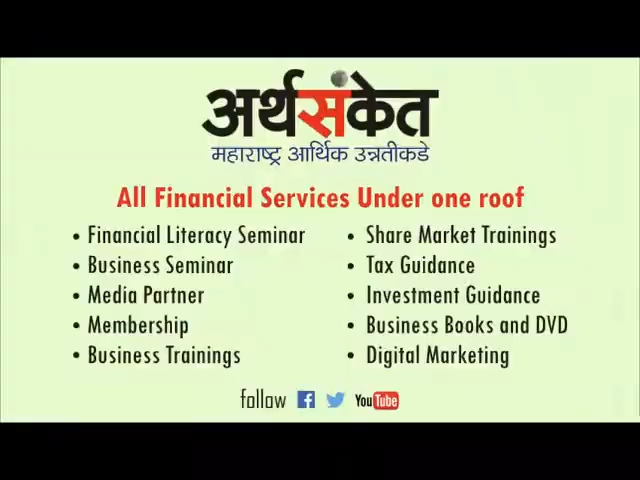 अर्थसंकेत
महाराष्ट्र आर्थिक उन्नतीकडे
All Financial Services Under one roof
• Financial Literacy Seminar
• Business Seminar
• Media Partner
• Membership
• Business Trainings
• Share Market Trainings
• Tax Guidance
• Investment Guidance
• Business Books and DVD
• Digital Marketing
follow YouTube